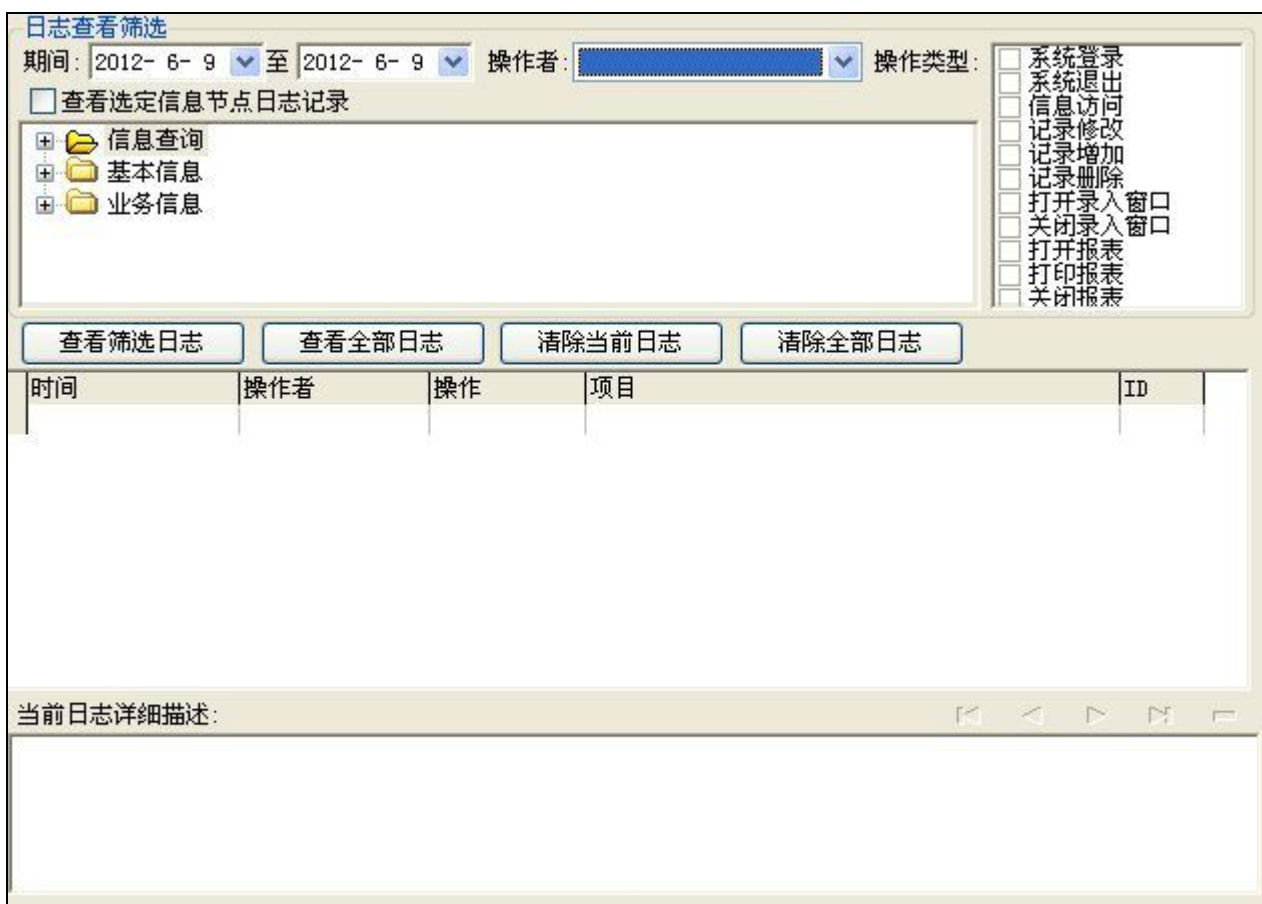 日志查看筛选
期间: 2012- 6- 9 至 2012- 6- 9 操作者: 操作类型:
系统登录
系统退出
信息访问
记录修改
记录增加
记录删除
打开录入窗口
关闭录入窗口
打开报表
打印报表
关闭报表
查看选定信息节点日志记录
信息查询
基本信息
业务信息
查看筛选日志 查看全部日志 清除当前日志 清除全部日志
时间 操作者 操作 项目 ID
当前日志详细描述: